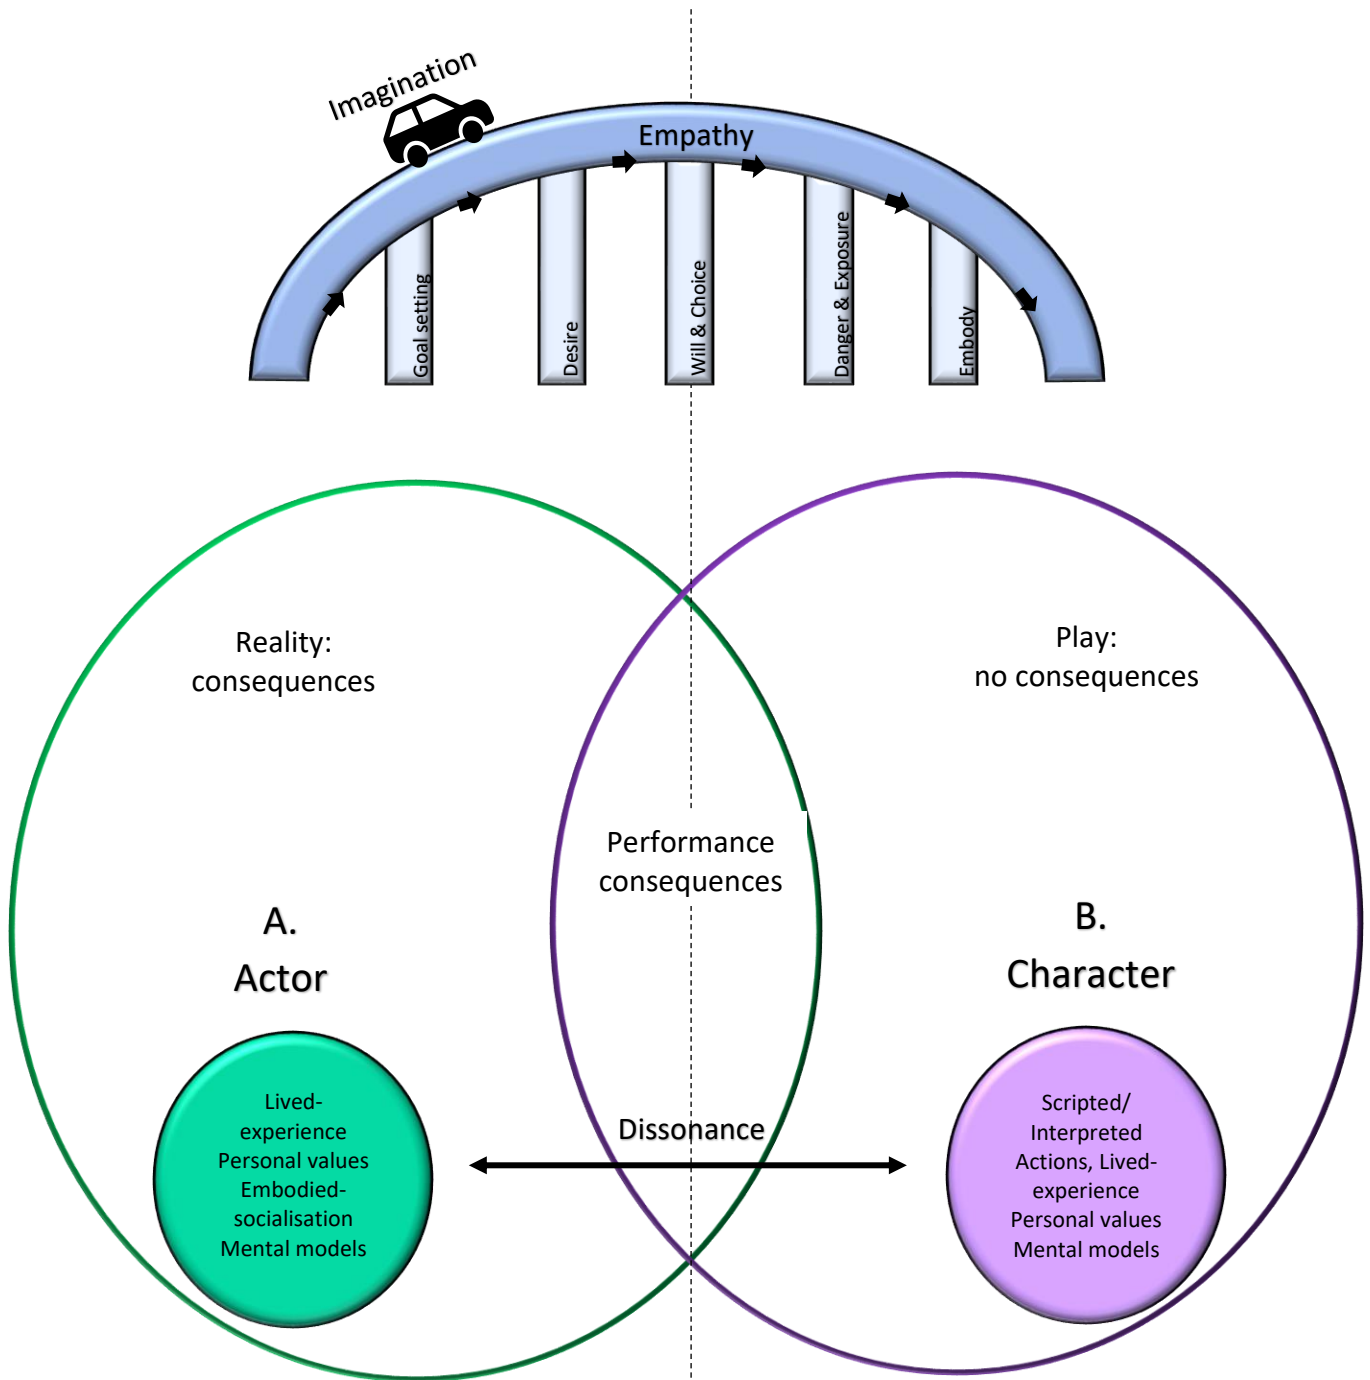 Imagination
Empathy
Goal setting
Desire
Will & Choice
Danger & Exposure
Embody
Reality:
consequences
Play:
no consequences
Performance
consequences
A.
Actor
B.
Character
Lived-
experience
Personal values
Embodied-
socialisation
Mental models
Dissonance
Scripted/
Interpreted
Actions, Lived-
experience
Personal values
Mental models